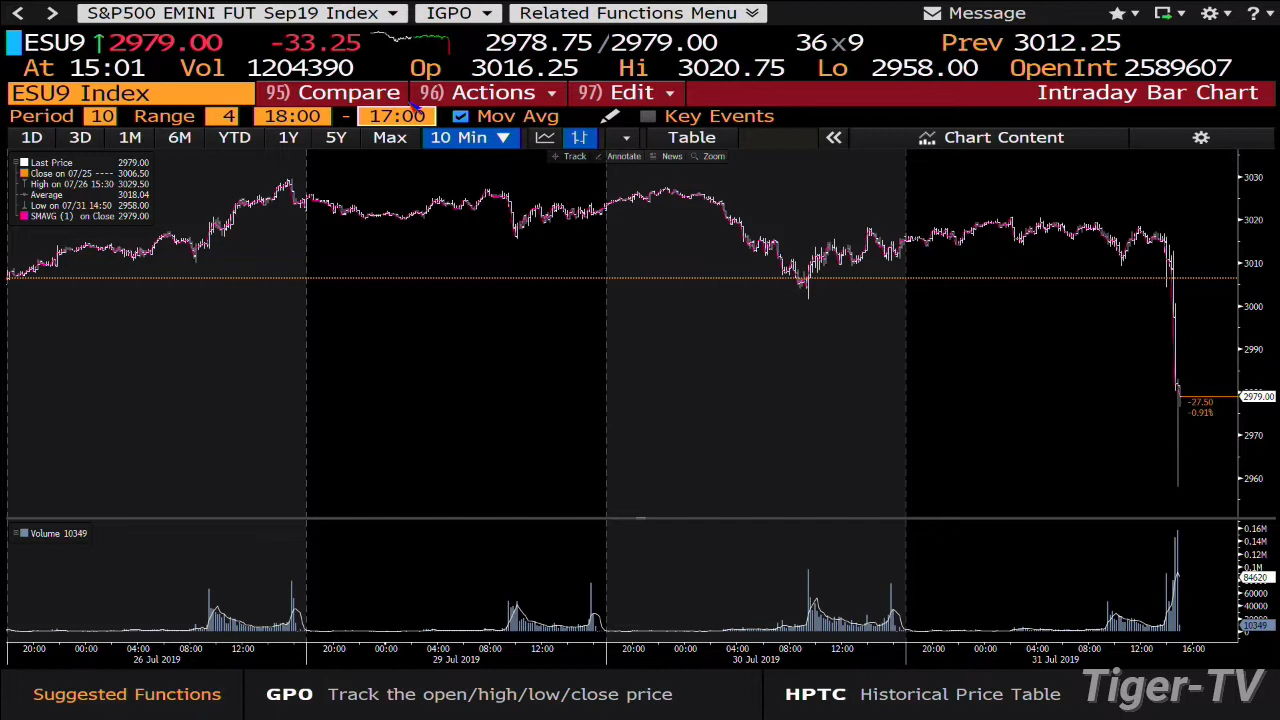 S&P500 EMINI FUT Sep19 Index IGPO Related Functions Menu Message
ESU9 ↑2979.00 -33.25 2978.75/2979.00 36x9 Prev 3012.25
At 15:01 Vol 1204390 Op 3016.25 Hi 3020.75 Lo 2958.00 OpenInt 2589607
ESU9 Index 95) Compare 96) Actions 97) Edit Intraday Bar Chart
Period 10 Range 4 18:00 - 17:00 Mov Avg Key Events
1D 3D 1M 6M YTD 1Y 5Y Max 10 Min ▼ Table « Chart Content
Track Annotate News Zoom
Last Price 2979.00
Close on 07/25 ---- 3006.50
High on 07/26 15:30 3029.50
Average 3018.04
Low on 07/31 14:50 2958.00
SMAVG (1) on Close 2979.00
3030
3020
3010
3000
2990
2979.00
-27.50
-0.91%
2970
2960
Volume 10349
0.16M
0.14M
0.12M
0.1M
84620
60000
40000
10349
0
20:00 00:00 04:00 08:00 12:00 20:00 00:00 04:00 08:00 12:00 20:00 00:00 04:00 08:00 12:00 20:00 00:00 04:00 08:00 12:00 16:00
26 Jul 2019 29 Jul 2019 30 Jul 2019 31 Jul 2019
Suggested Functions GPO Track the open/high/low/close price HPTC Historical Price Table
Tiger-TV